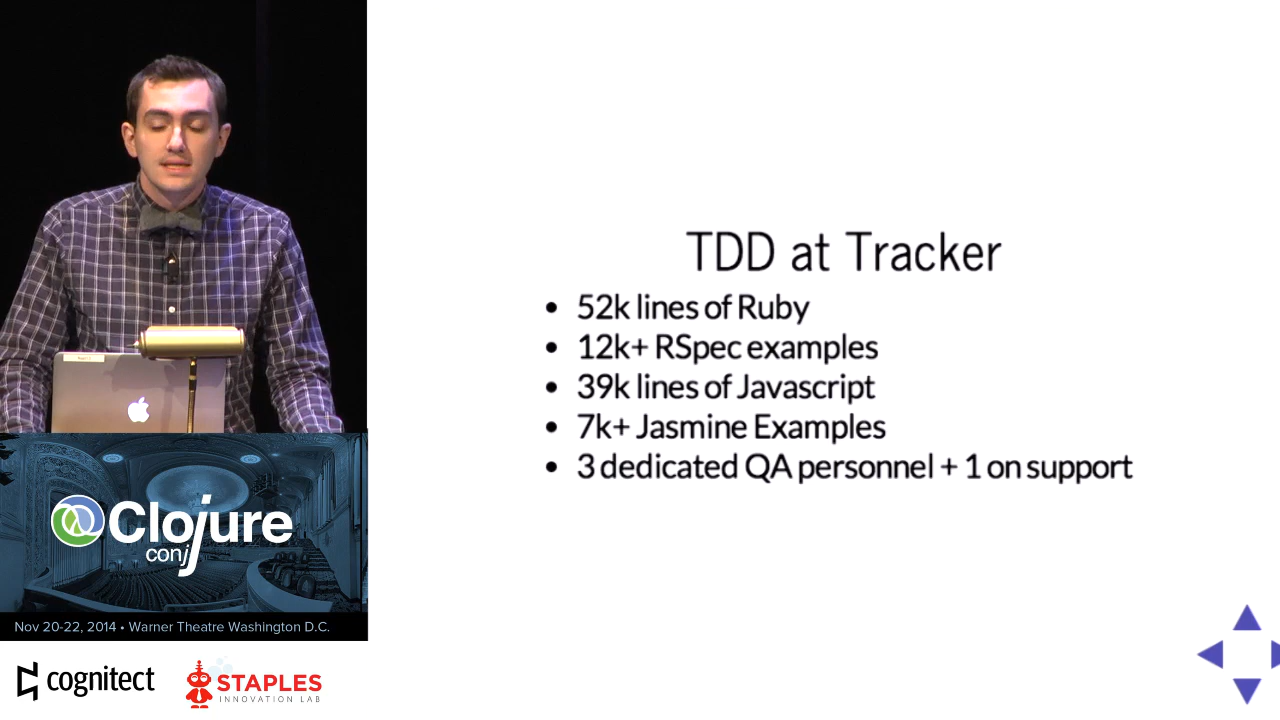 TDD at Tracker
52k lines of Ruby
12k+ RSpec examples
39k lines of Javascript
7k+ Jasmine Examples
3 dedicated QA personnel + 1 on support
Clojure
conj
Nov 20-22, 2014 • Warner Theatre Washington D.C.
cognitect
STAPLES
INNOVATION LAB